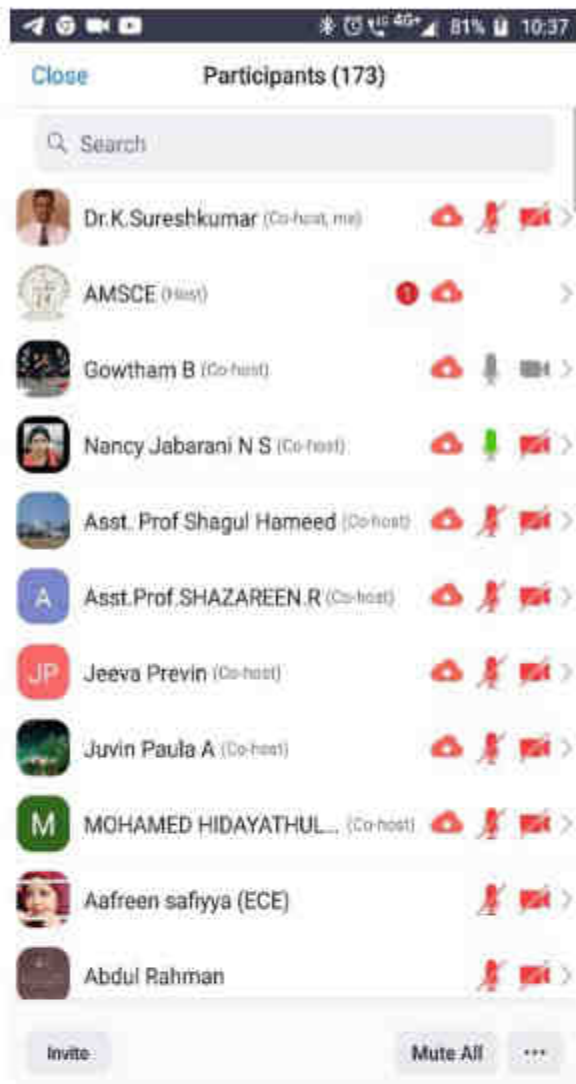 4G+ 81% 10:37
Close Participants (173)
Search
Dr.K.Sureshkumar (Co-host, me)
AMSCE (Host) 1
Gowtham B (Co-host)
Nancy Jabarani N S (Co-host)
Asst. Prof Shagul Hameed (Co-host)
A Asst.Prof.SHAZAREEN.R (Co-host)
JP Jeeva Previn (Co-host)
Juvin Paula A (Co-host)
M MOHAMED HIDAYATHUL... (Co-host)
Aafreen safiyya (ECE)
Abdul Rahman
Invite Mute All ...